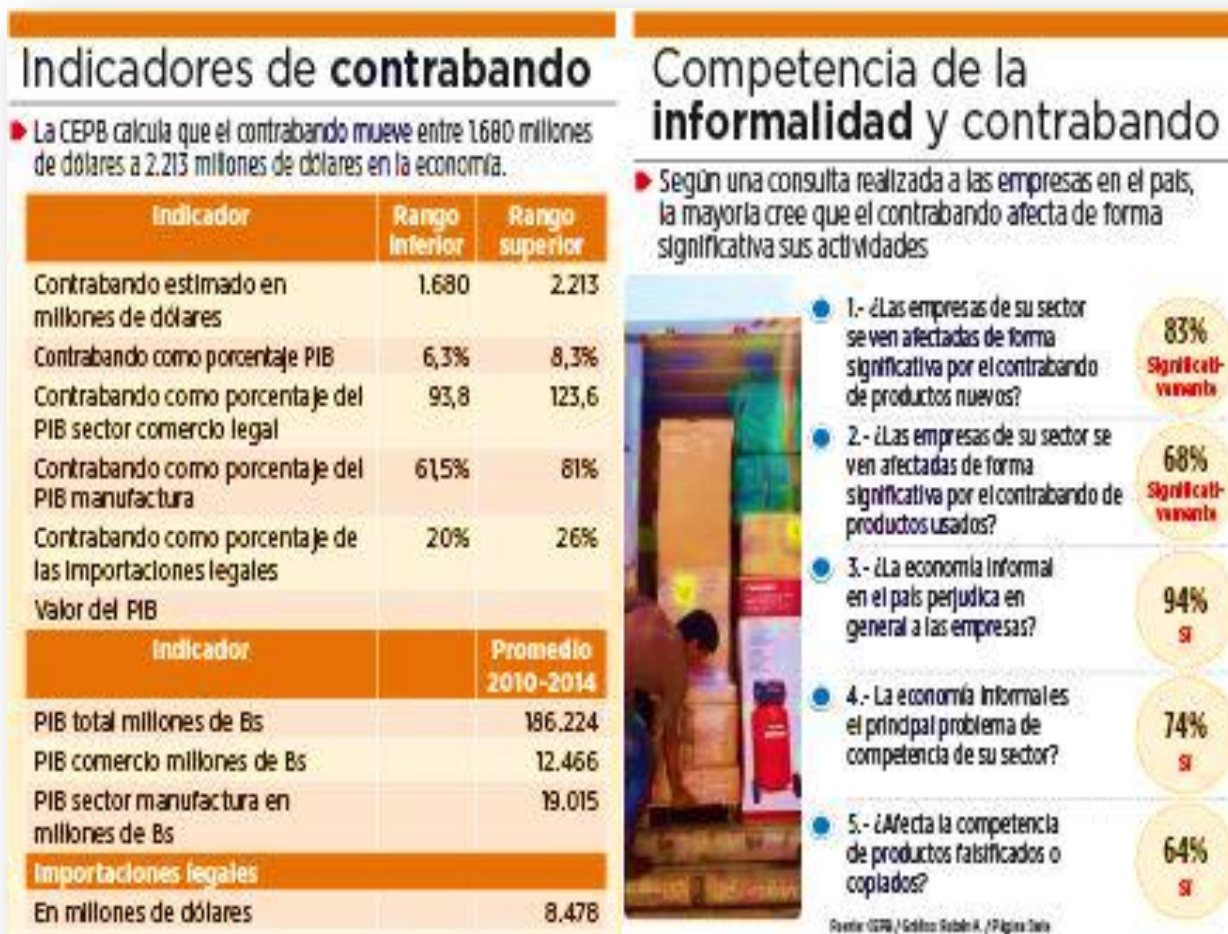 Indicadores de contrabando
La CEPB calcula que el contrabando mueve entre 1.680 millones
de dólares a 2.213 millones de dólares en la economía.
Indicador Rango inferior Rango superior
Contrabando estimado en
millones de dólares 1.680 2.213
Contrabando como porcentaje PIB 6,3% 8,3%
Contrabando como porcentaje del
PIB sector comercio legal 93,8 123,6
Contrabando como porcentaje del
PIB manufactura 61,5% 81%
Contrabando como porcentaje de
las importaciones legales 20% 26%
Valor del PIB
Indicador Promedio
2010-2014
PIB total millones de Bs 186.224
PIB comercio millones de Bs 12.466
PIB sector manufactura en
millones de Bs 19.015
Importaciones legales
En millones de dólares 8.478
Competencia de la
informalidad y contrabando
Según una consulta realizada a las empresas en el país,
la mayoría cree que el contrabando afecta de forma
significativa sus actividades
1.- ¿Las empresas de su sector
se ven afectadas de forma
significativa por el contrabando
de productos nuevos?
83%
Significati-
vamente
2.- ¿Las empresas de su sector se
ven afectadas de forma
significativa por el contrabando de
productos usados?
68%
Significati-
vamente
3.- ¿La economía informal
en el país perjudica en
general a las empresas?
94%
SÍ
4.- La economía informal es
el principal problema de
competencia de su sector?
74%
SÍ
5.- ¿Afecta la competencia
de productos falsificados o
copiados?
64%
SÍ
Fuente: CEPB / Gráfico: Rubén A. / Página Siete